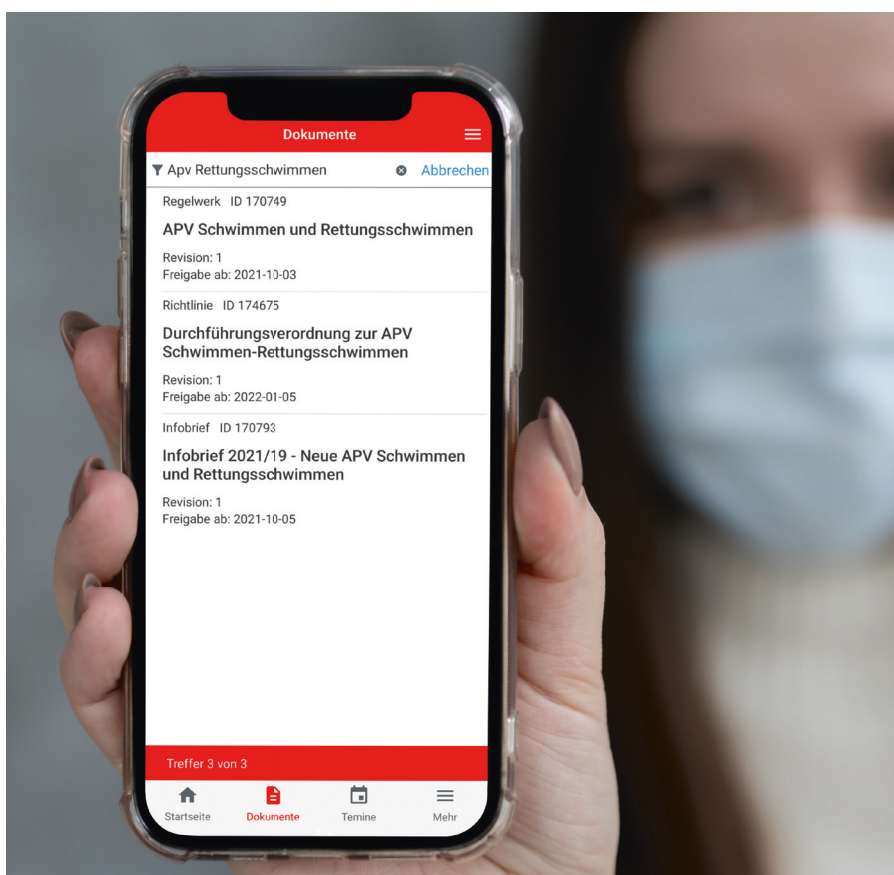 Dokumente
Apv Rettungsschwimmen Abbrechen
Regelwerk ID 170749
APV Schwimmen und Rettungsschwimmen
Revision: 1
Freigabe ab: 2021-10-03
Richtlinie ID 174675
Durchführungsverordnung zur APV
Schwimmen-Rettungsschwimmen
Revision: 1
Freigabe ab: 2022-01-05
Infobrief ID 170793
Infobrief 2021/19 - Neue APV Schwimmen
und Rettungsschwimmen
Revision: 1
Freigabe ab: 2021-10-05
Treffer 3 von 3
Startseite Dokumente Temine Mehr